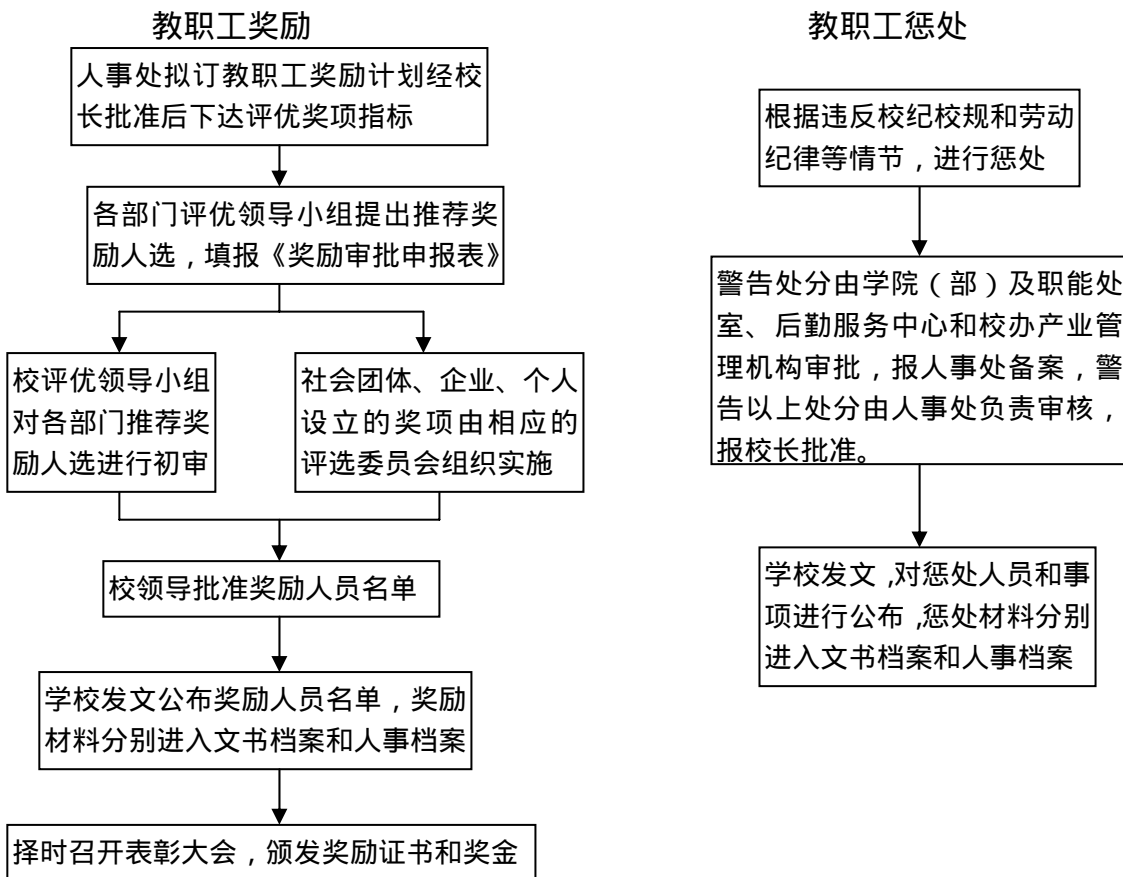 教职工奖励
人事处拟订教职工奖励计划经校
长批准后下达评优奖项指标
各部门评优领导小组提出推荐奖
励人选，填报《奖励审批申报表》
校评优领导小组
对各部门推荐奖
励人选进行初审
社会团体、企业、个人
设立的奖项由相应的
评选委员会组织实施
校领导批准奖励人员名单
学校发文公布奖励人员名单，奖励
材料分别进入文书档案和人事档案
择时召开表彰大会，颁发奖励证书和奖金
教职工惩处
根据违反校纪校规和劳动
纪律等情节，进行惩处
警告处分由学院（部）及职能处
室、后勤服务中心和校办产业管
理机构审批，报人事处备案，警
告以上处分由人事处负责审核，
报校长批准。
学校发文,对惩处人员和事
项进行公布,惩处材料分别
进入文书档案和人事档案